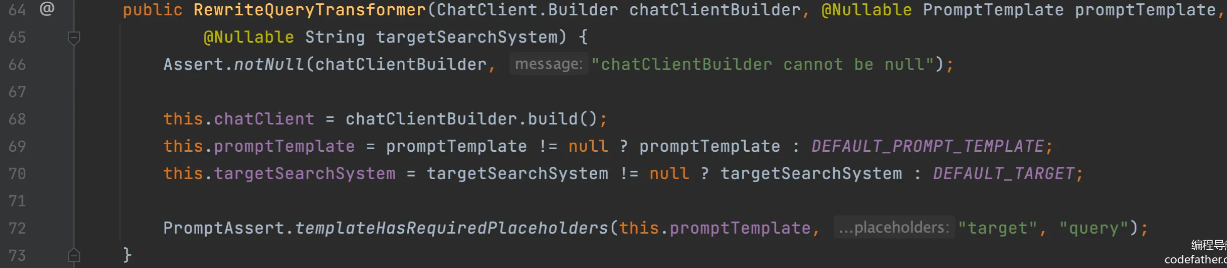 64 @ public RewriteQueryTransformer(ChatClient.Builder chatClientBuilder, @Nullable PromptTemplate promptTemplate,
65 @Nullable String targetSearchSystem) {
66 Assert.notNull(chatClientBuilder, message: "chatClientBuilder cannot be null");
67
68 this.chatClient = chatClientBuilder.build();
69 this.promptTemplate = promptTemplate != null ? promptTemplate : DEFAULT_PROMPT_TEMPLATE;
70 this.targetSearchSystem = targetSearchSystem != null ? targetSearchSystem : DEFAULT_TARGET;
71
72 PromptAssert.templateHasRequiredPlaceholders(this.promptTemplate, ...placeholders: "target", "query");
73 }
编程导
codefather.